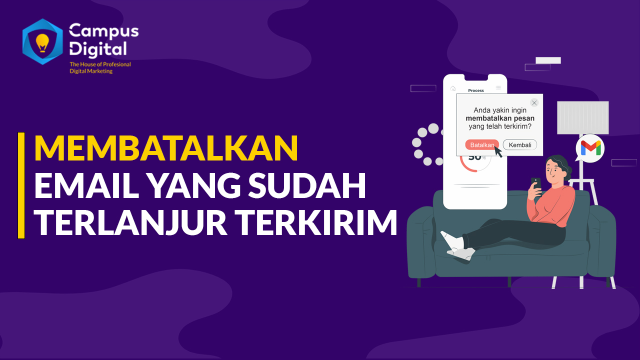 Campus
Digital
The House of Profesional
Digital Marketing
MEMBATALKAN
EMAIL YANG SUDAH
TERLANJUR TERKIRIM
Process
Anda yakin ingin
membatalkan pesan
yang telah terkirim?
Batalkan
Kembali
50